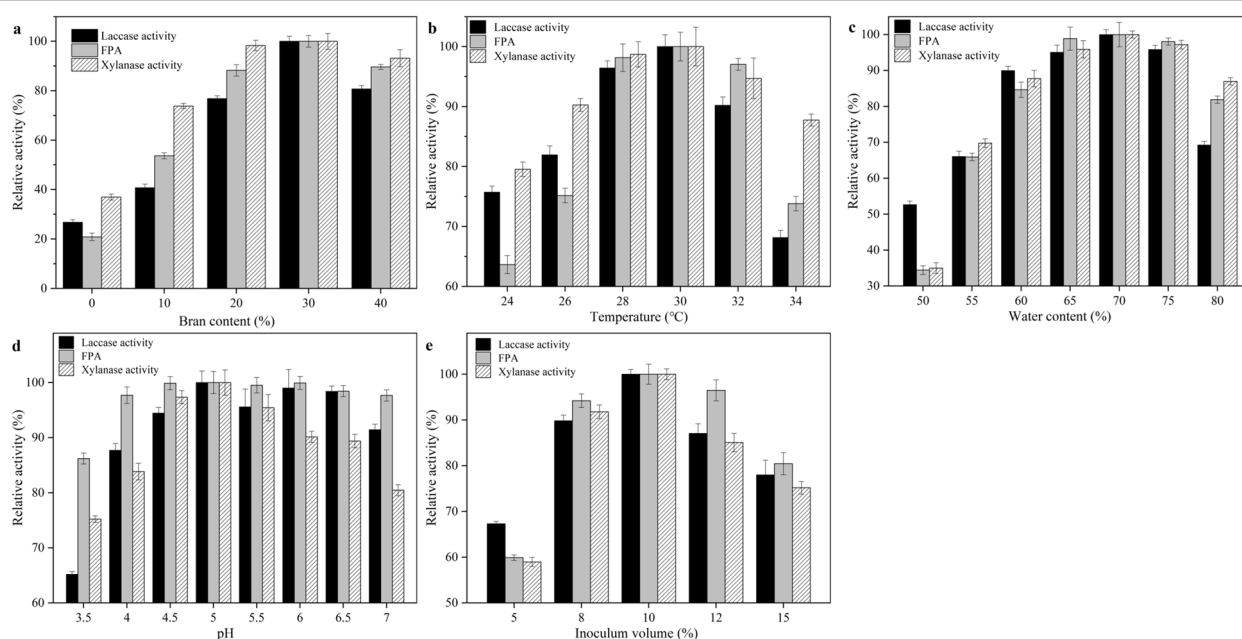 a
Laccase activity
FPA
Xylanase activity
100
80
60
40
20
0
Relative activity (%)
0 10 20 30 40
Bran content (%)
b
Laccase activity
FPA
Xylanase activity
100
90
80
70
60
Relative activity (%)
24 26 28 30 32 34
Temperature (°C)
c
Laccase activity
FPA
Xylanase activity
100
90
80
70
60
50
40
30
Relative activity (%)
50 55 60 65 70 75 80
Water content (%)
d
Laccase activity
FPA
Xylanase activity
100
90
80
70
60
Relative activity (%)
3.5 4 4.5 5 5.5 6 6.5 7
pH
e
Laccase activity
FPA
Xylanase activity
100
90
80
70
60
50
Relative activity (%)
5 8 10 12 15
Inoculum volume (%)